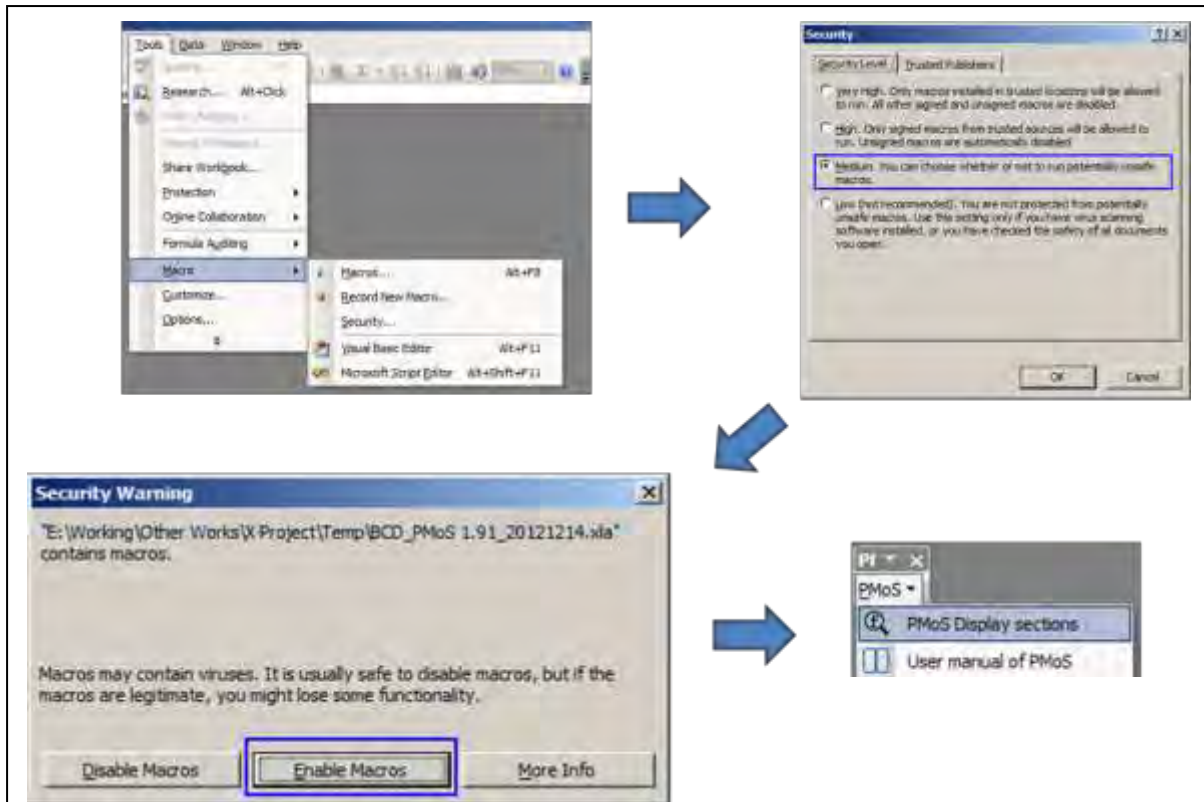 Tools Data Window Help
Research... Alt+Click
Share Workbook...
Protection
Online Collaboration
Formula Auditing
Macro
Customize...
Options...
Macros... Alt+F8
Record New Macro...
Security...
Visual Basic Editor Alt+F11
Microsoft Script Editor Alt+Shift+F11
Security
Security Level Trusted Publishers
Very High. Only macros installed in trusted locations will be allowed
to run. All other signed and unsigned macros are disabled.
High. Only signed macros from trusted sources will be allowed to
run. Unsigned macros are automatically disabled.
Medium. You can choose whether or not to run potentially unsafe
macros.
Low (not recommended). You are not protected from potentially
unsafe macros. Use this setting only if you have virus scanning
software installed, or you have checked the safety of all documents
you open.
OK Cancel
Security Warning
"E:\Working\Other Works\X Project\Temp\BCD_PMoS 1.91_20121214.xla"
contains macros.
Macros may contain viruses. It is usually safe to disable macros, but if the
macros are legitimate, you might lose some functionality.
Disable Macros Enable Macros More Info
PMoS
PMoS Display sections
User manual of PMoS